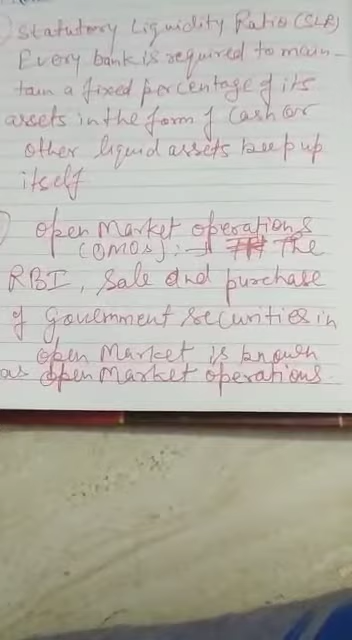 Statutory Liquidity Ratio (SLR)
Every bank is required to main-
tain a fixed percentage of its
assets in the form of cash or
other liquid assets keep up
itself
open Market operations
(OMOs) :→ The
RBI, Sale and purchase
of government securities in
open Market is known
as open Market operations.